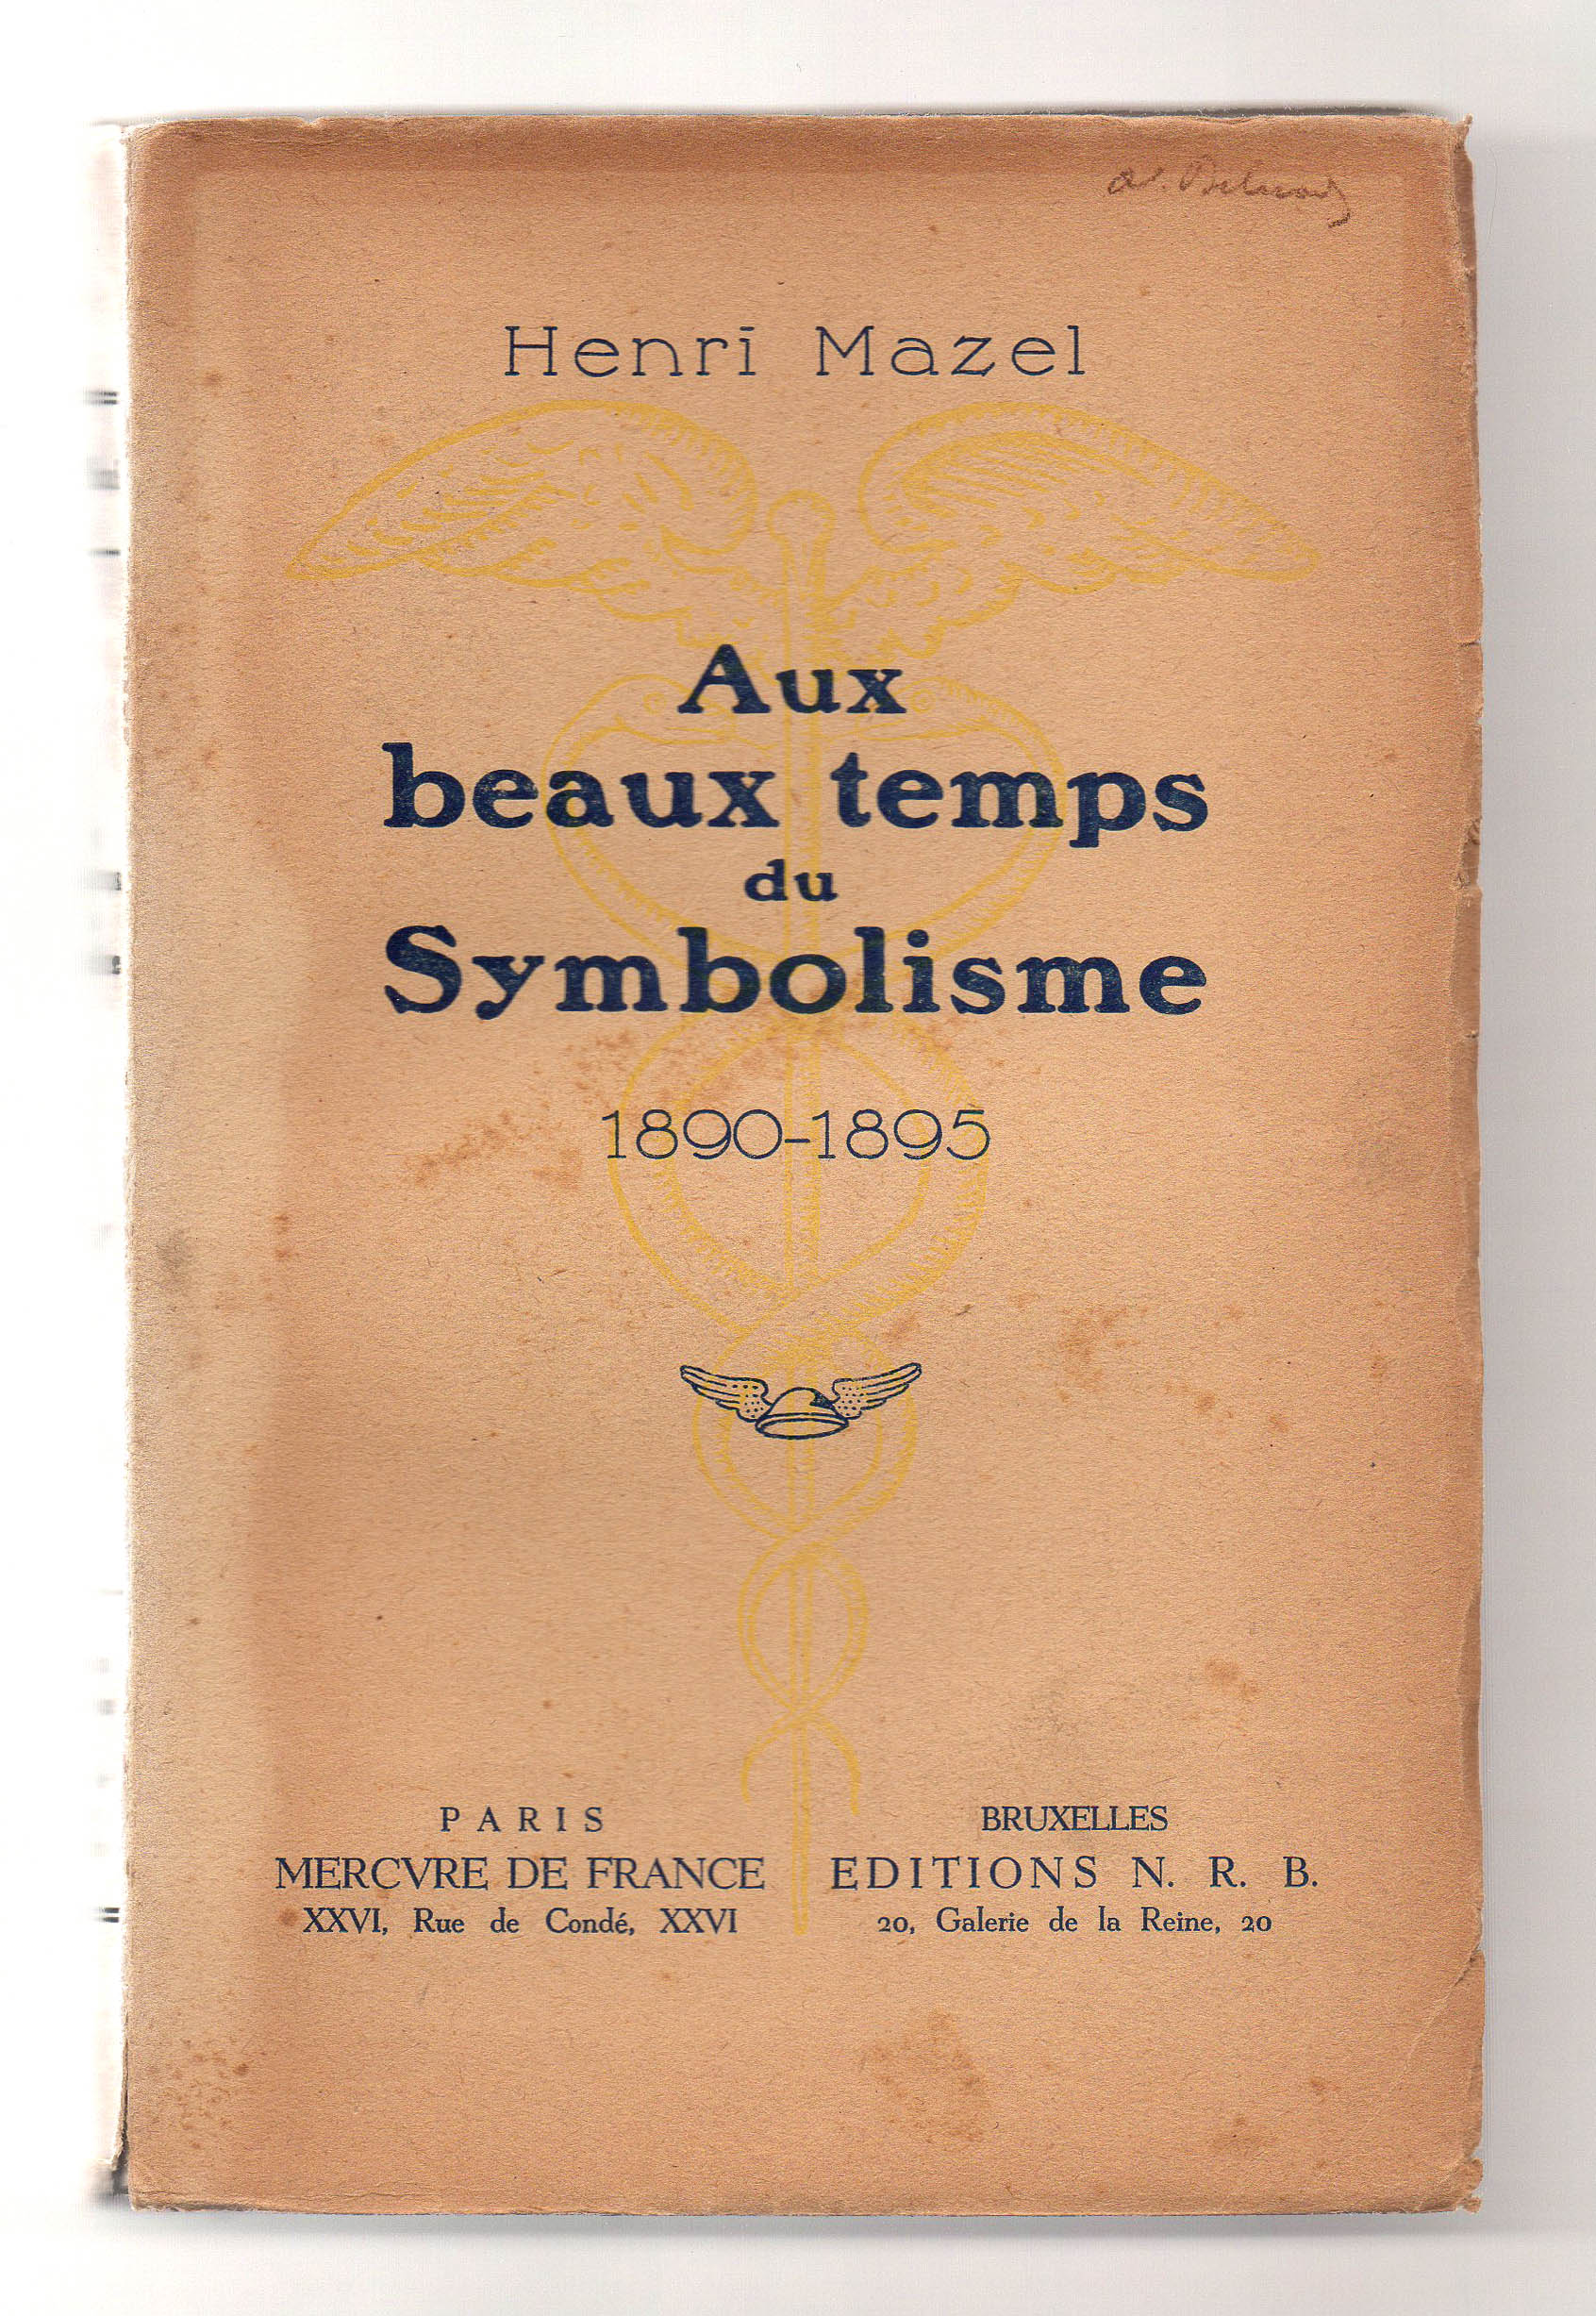 Henri Mazel
Aux
beaux temps
du
Symbolisme
1890-1895
PARIS
MERCVRE DE FRANCE
XXVI, Rue de Condé, XXVI
BRUXELLES
EDITIONS N. R. B.
20, Galerie de la Reine, 20